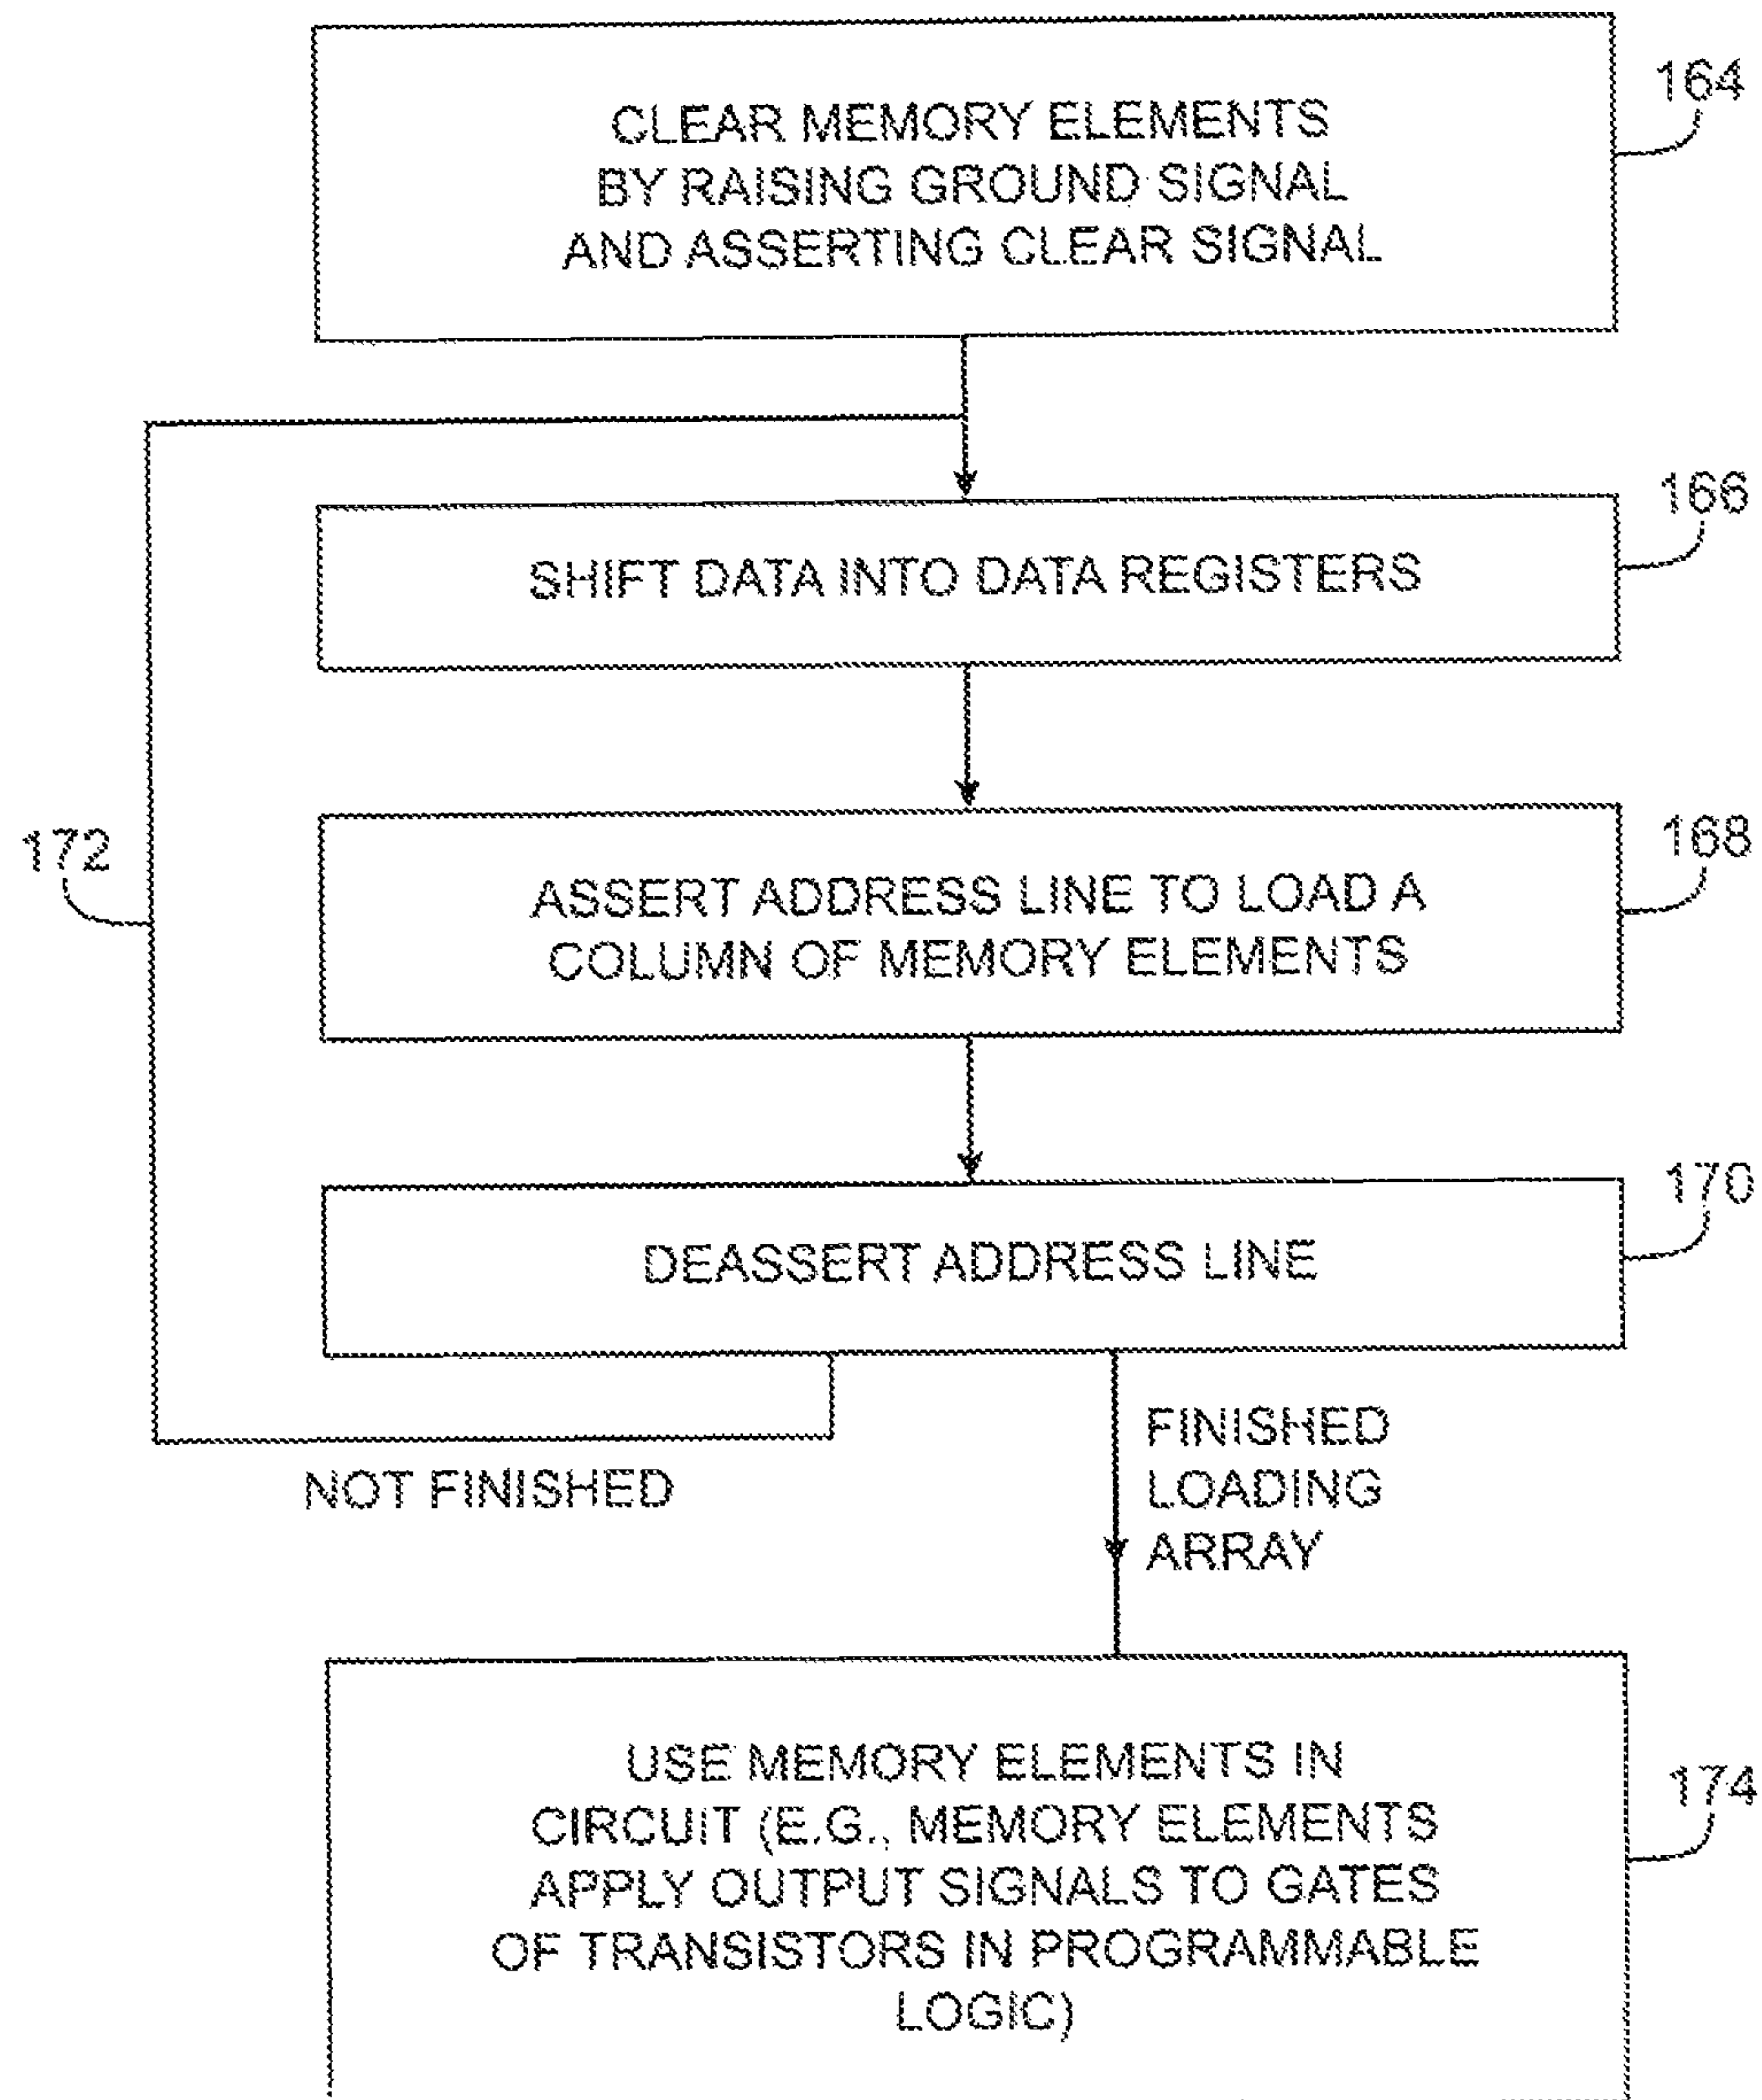 CLEAR MEMORY ELEMENTS
BY RAISING GROUND SIGNAL
AND ASSERTING CLEAR SIGNAL
164
SHIFT DATA INTO DATA REGISTERS
166
172
ASSERT ADDRESS LINE TO LOAD A
COLUMN OF MEMORY ELEMENTS
168
DEASSERT ADDRESS LINE
170
NOT FINISHED
FINISHED
LOADING
ARRAY
USE MEMORY ELEMENTS IN
CIRCUIT (E.G., MEMORY ELEMENTS
APPLY OUTPUT SIGNALS TO GATES
OF TRANSISTORS IN PROGRAMMABLE
LOGIC)
174